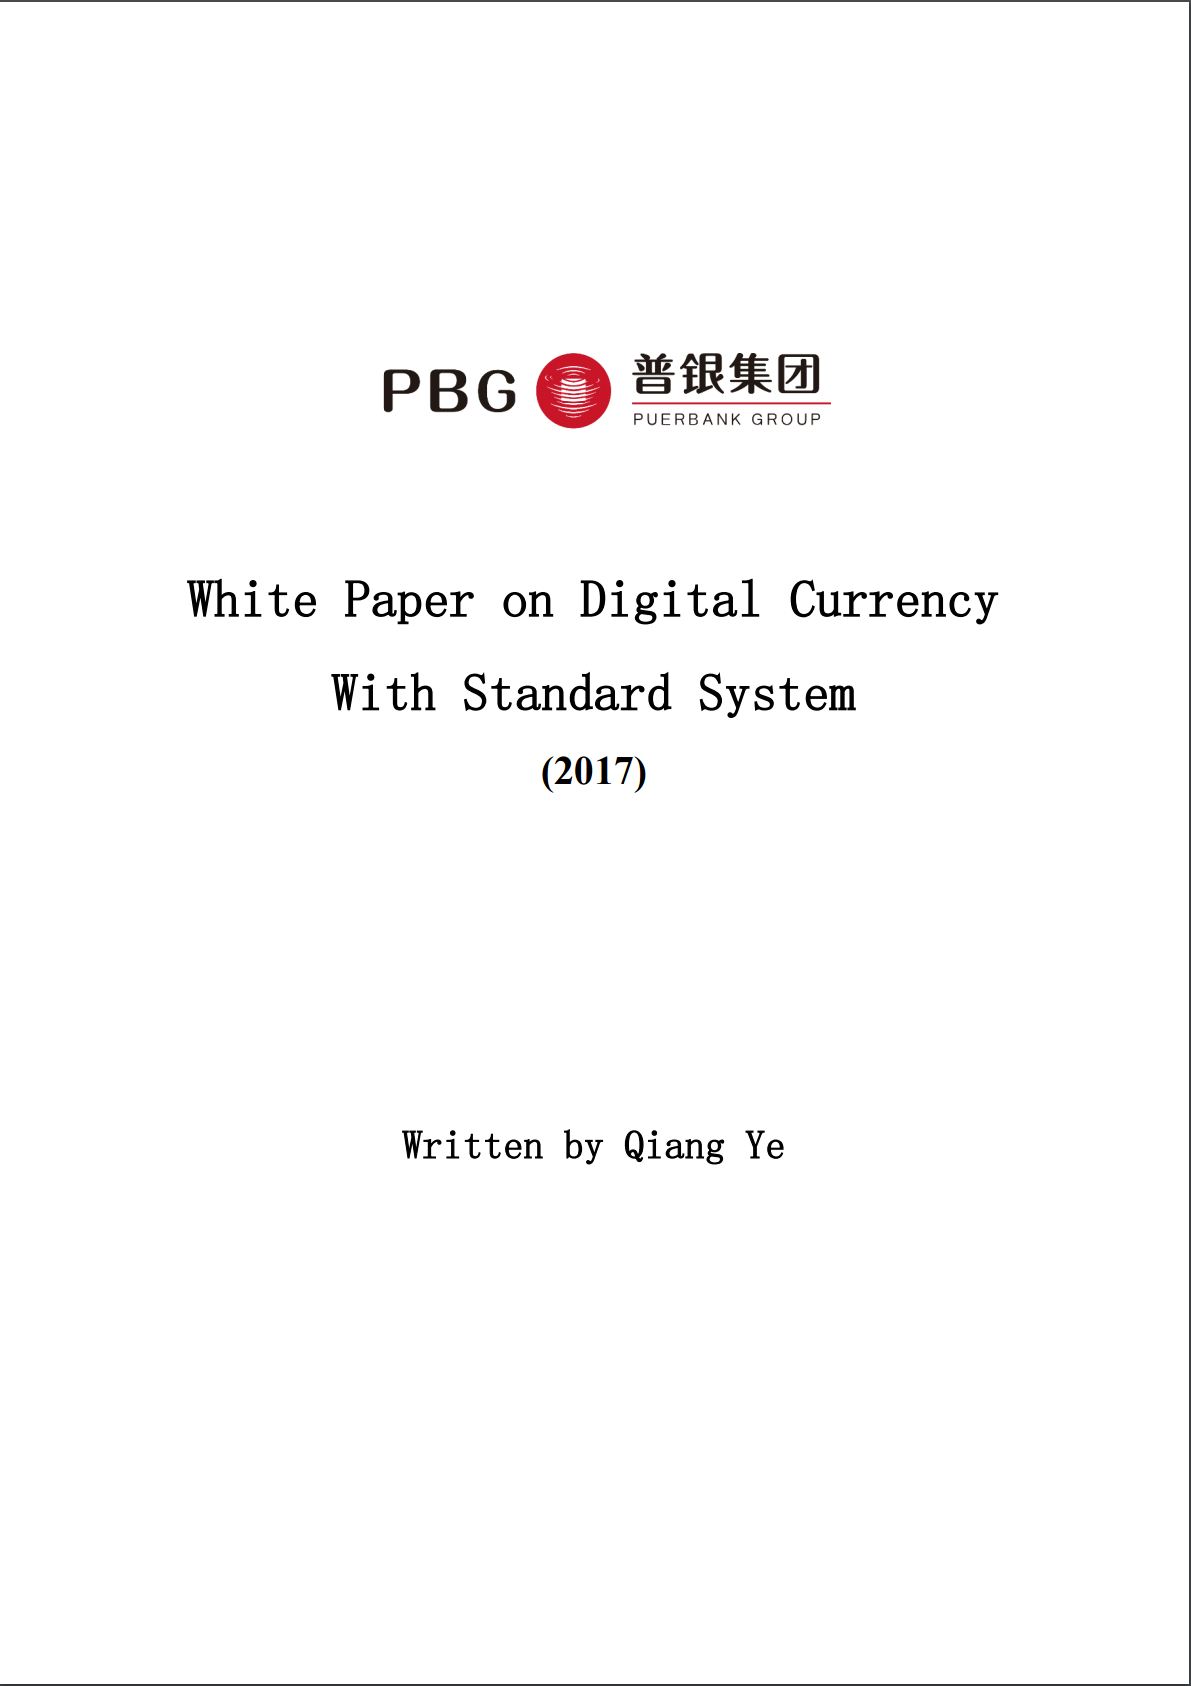 PBG
普银集团
PUERBANK GROUP
White Paper on Digital Currency
With Standard System
(2017)
Written by Qiang Ye